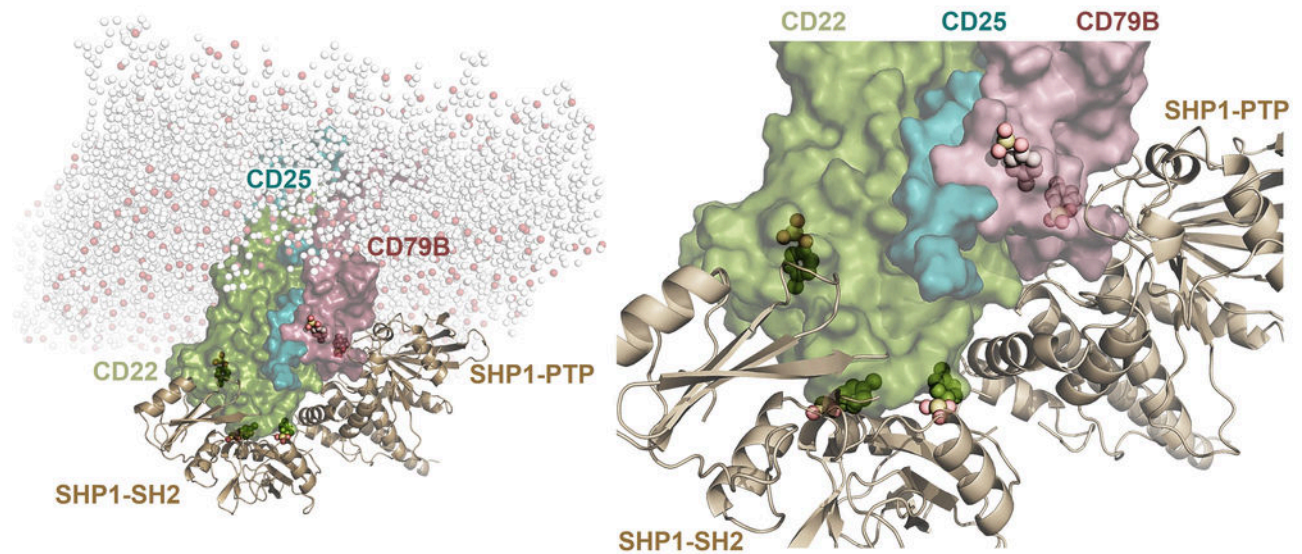 CD25
CD79B
CD22
SHP1-PTP
SHP1-SH2
CD22 CD25 CD79B
SHP1-PTP
SHP1-SH2